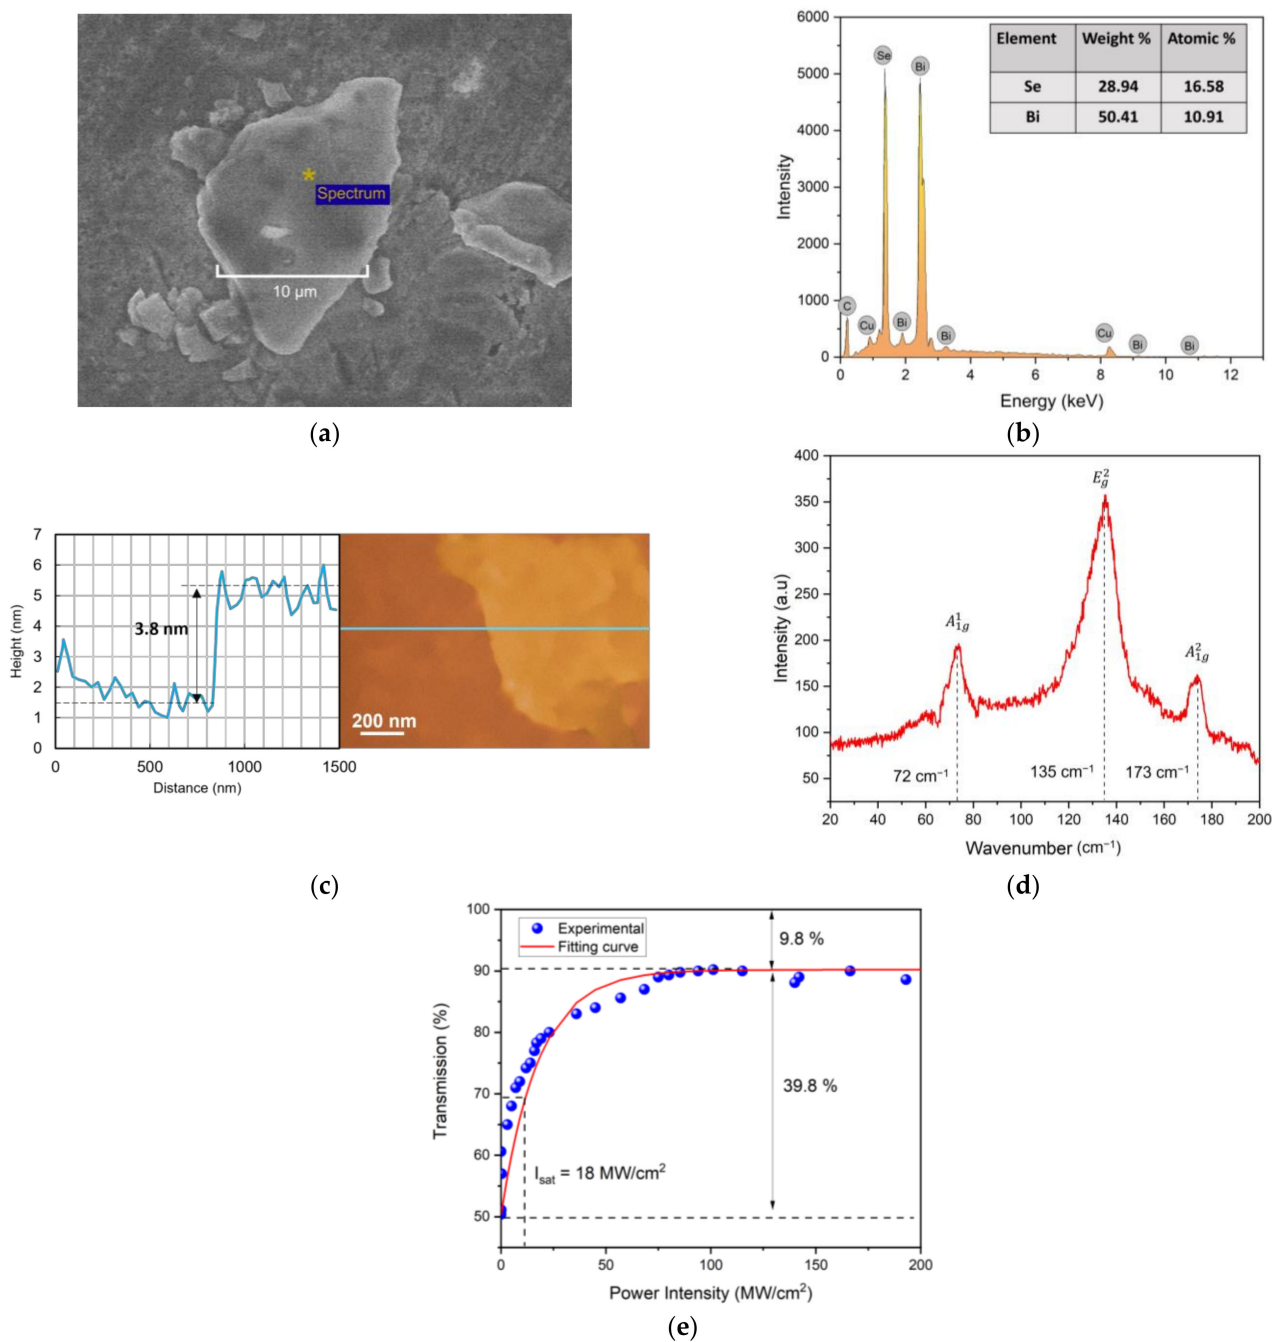 Spectrum
10 μm
(a)
6000
5000
4000
3000
2000
1000
0
Intensity
Element Weight % Atomic %
Se 28.94 16.58
Bi 50.41 10.91
C
Cu
Se
Bi
Bi
Bi
Cu
Bi
Bi
0 2 4 6 8 10 12
Energy (keV)
(b)
7
6
5
4
3
2
1
0
Height (nm)
3.8 nm
0 500 1000 1500
Distance (nm)
200 nm
(c)
400
350
300
250
200
150
100
50
Intensity (a.u)
A¹₁g
E²g
A²₁g
72 cm⁻¹
135 cm⁻¹
173 cm⁻¹
20 40 60 80 100 120 140 160 180 200
Wavenumber (cm⁻¹)
(d)
100
90
80
70
60
50
Transmission (%)
Experimental
Fitting curve
9.8 %
39.8 %
Isat = 18 MW/cm²
0 50 100 150 200
Power Intensity (MW/cm²)
(e)